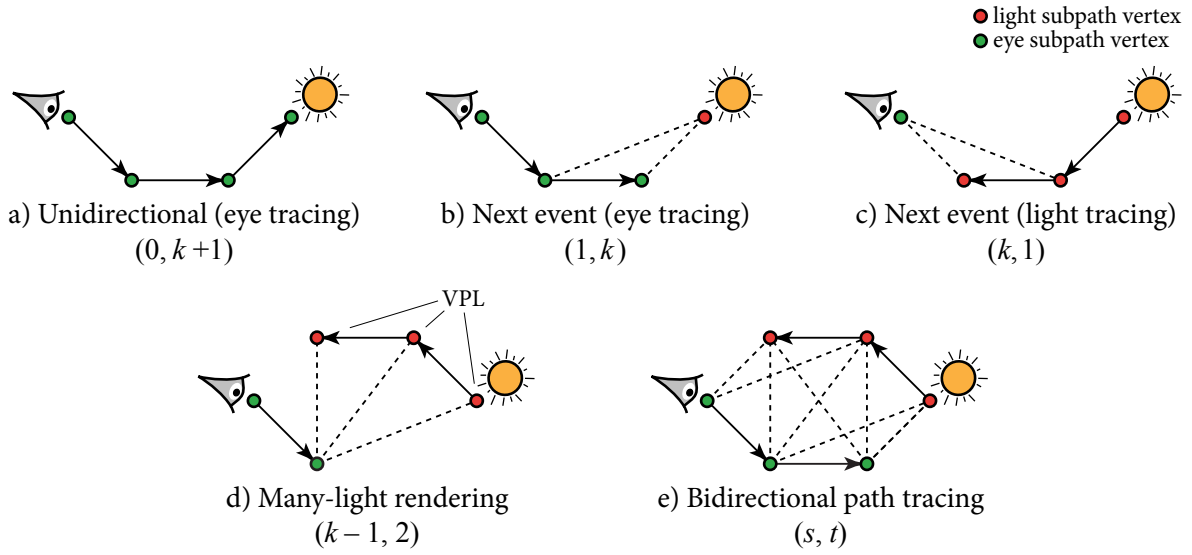 light subpath vertex
eye subpath vertex
a) Unidirectional (eye tracing)
(0, k +1)
b) Next event (eye tracing)
(1, k)
c) Next event (light tracing)
(k, 1)
VPL
d) Many-light rendering
(k – 1, 2)
e) Bidirectional path tracing
(s, t)